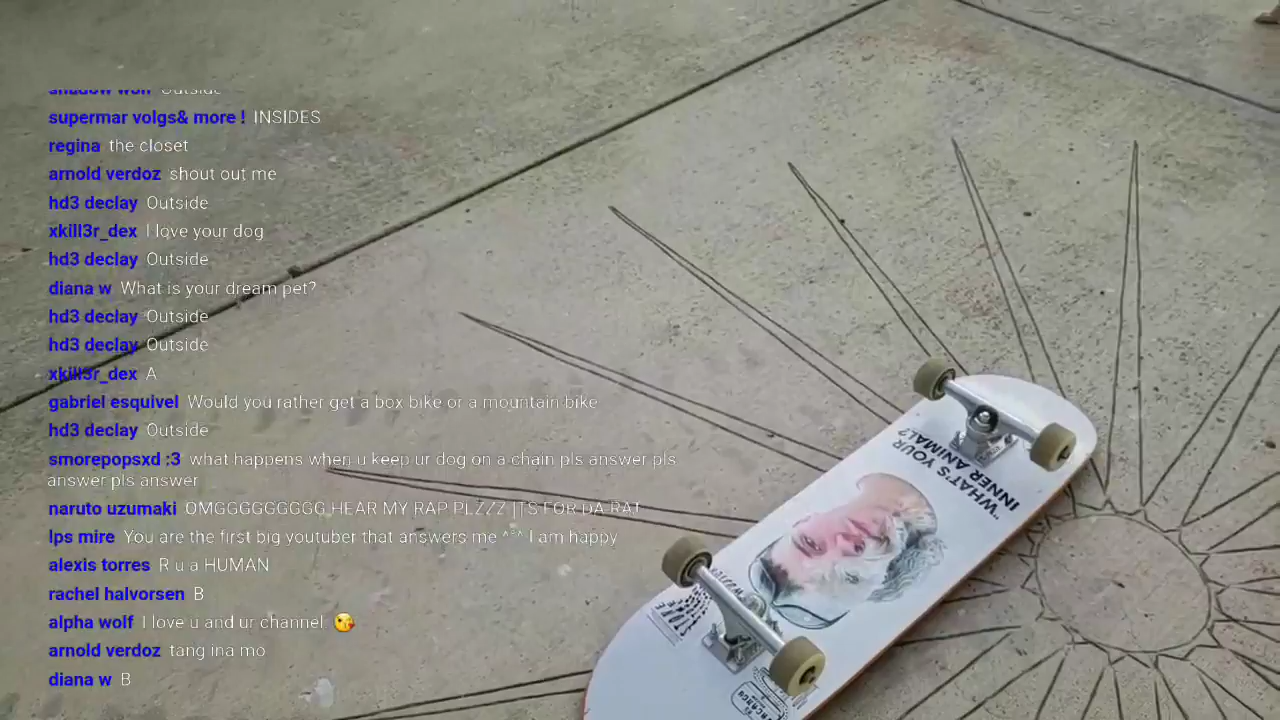 shadow wolf Outside
supermar volgs& more ! INSIDES
regina the closet
arnold verdoz shout out me
hd3 declay Outside
xkill3r_dex I love your dog
hd3 declay Outside
diana w What is your dream pet?
hd3 declay Outside
hd3 declay Outside
xkill3r_dex A
gabriel esquivel Would you rather get a box bike or a mountain bike
hd3 declay Outside
smorepopsxd :3 what happens when u keep ur dog on a chain pls answer pls
answer pls answer
naruto uzumaki OMGGGGGGGGG HEAR MY RAP PLZZZ ITS FOR DA RAT
lps mire You are the first big youtuber that answers me ^°^ I am happy
alexis torres R u a HUMAN
rachel halvorsen B
alpha wolf I love u and ur channel 😘
arnold verdoz tang ina mo
diana w B
"WHAT'S YOUR
INNER ANIMAL?